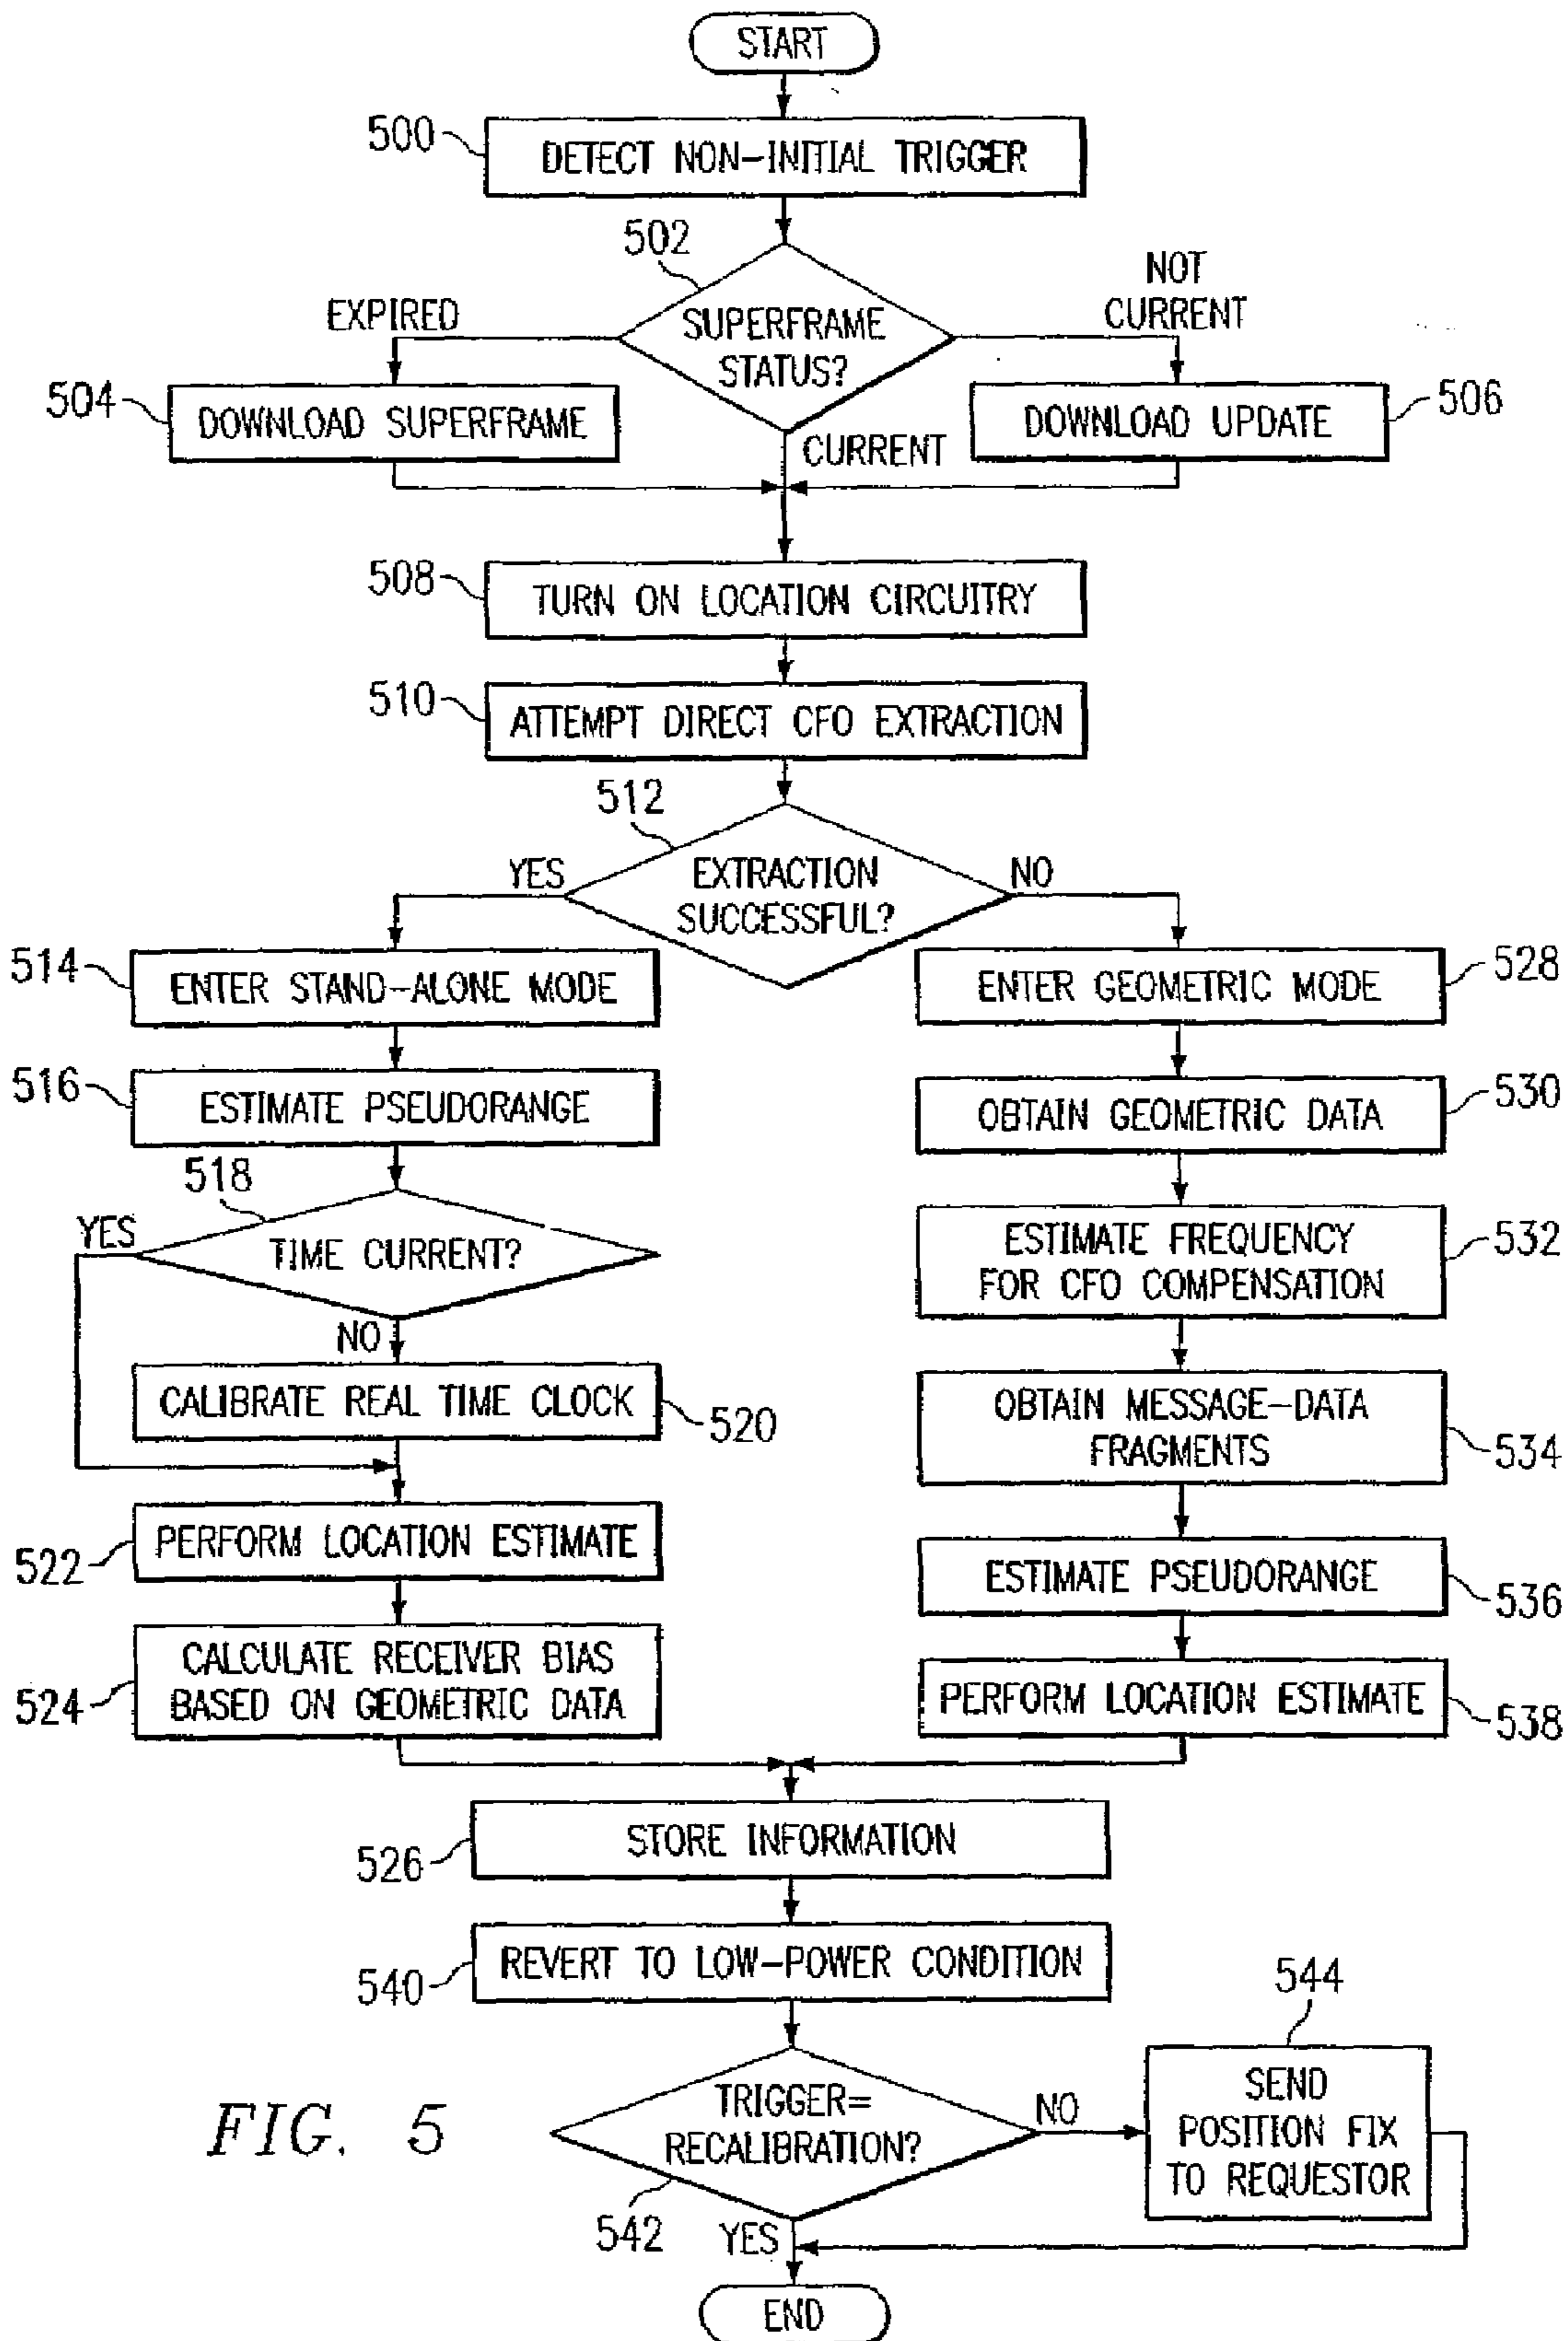 START
500
DETECT NON-INITIAL TRIGGER
502
EXPIRED
SUPERFRAME
STATUS?
NOT
CURRENT
504
DOWNLOAD SUPERFRAME
DOWNLOAD UPDATE
506
CURRENT
508
TURN ON LOCATION CIRCUITRY
510
ATTEMPT DIRECT CFO EXTRACTION
512
YES
EXTRACTION
SUCCESSFUL?
NO
514
ENTER STAND-ALONE MODE
516
ESTIMATE PSEUDORANGE
518
YES
TIME CURRENT?
NO
CALIBRATE REAL TIME CLOCK
520
PERFORM LOCATION ESTIMATE
522
CALCULATE RECEIVER BIAS
BASED ON GEOMETRIC DATA
524
ENTER GEOMETRIC MODE
528
OBTAIN GEOMETRIC DATA
530
ESTIMATE FREQUENCY
FOR CFO COMPENSATION
532
OBTAIN MESSAGE-DATA
FRAGMENTS
534
ESTIMATE PSEUDORANGE
536
PERFORM LOCATION ESTIMATE
538
STORE INFORMATION
526
REVERT TO LOW-POWER CONDITION
540
TRIGGER=
RECALIBRATION?
542
NO
544
SEND
POSITION FIX
TO REQUESTOR
YES
END
FIG. 5